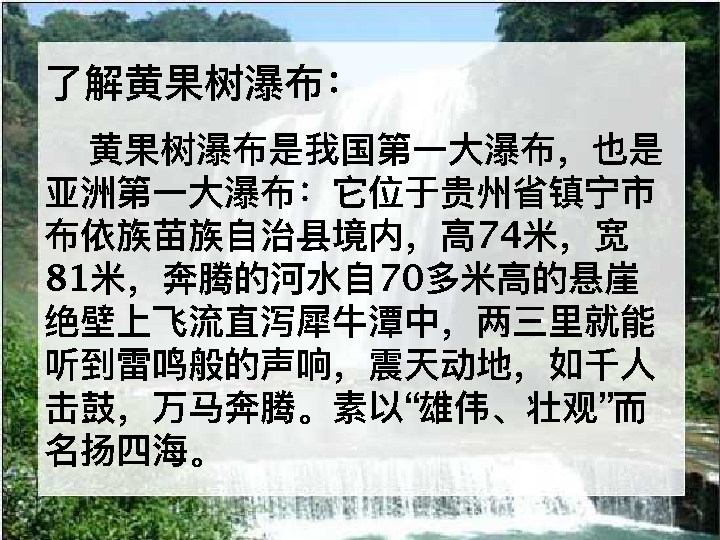 了解黄果树瀑布：
黄果树瀑布是我国第一大瀑布，也是
亚洲第一大瀑布：它位于贵州省镇宁市
布依族苗族自治县境内，高74米，宽
81米，奔腾的河水自70多米高的悬崖
绝壁上飞流直泻犀牛潭中，两三里就能
听到雷鸣般的声响，震天动地，如千人
击鼓，万马奔腾。素以“雄伟、壮观”而
名扬四海。